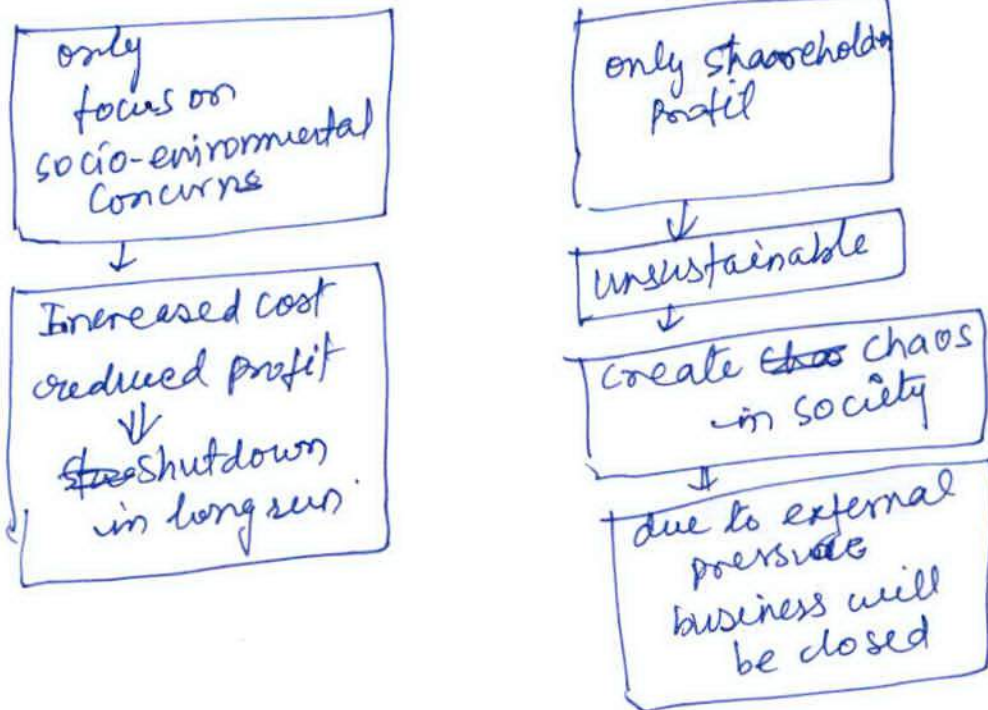 only
focus on
socio-enironmental
Concurns
Increased cost
reduced profit
shutdown
in long run.
only shareholder
Profit
unsustainable
create chaos
in society
due to external
pressure
business will
be closed